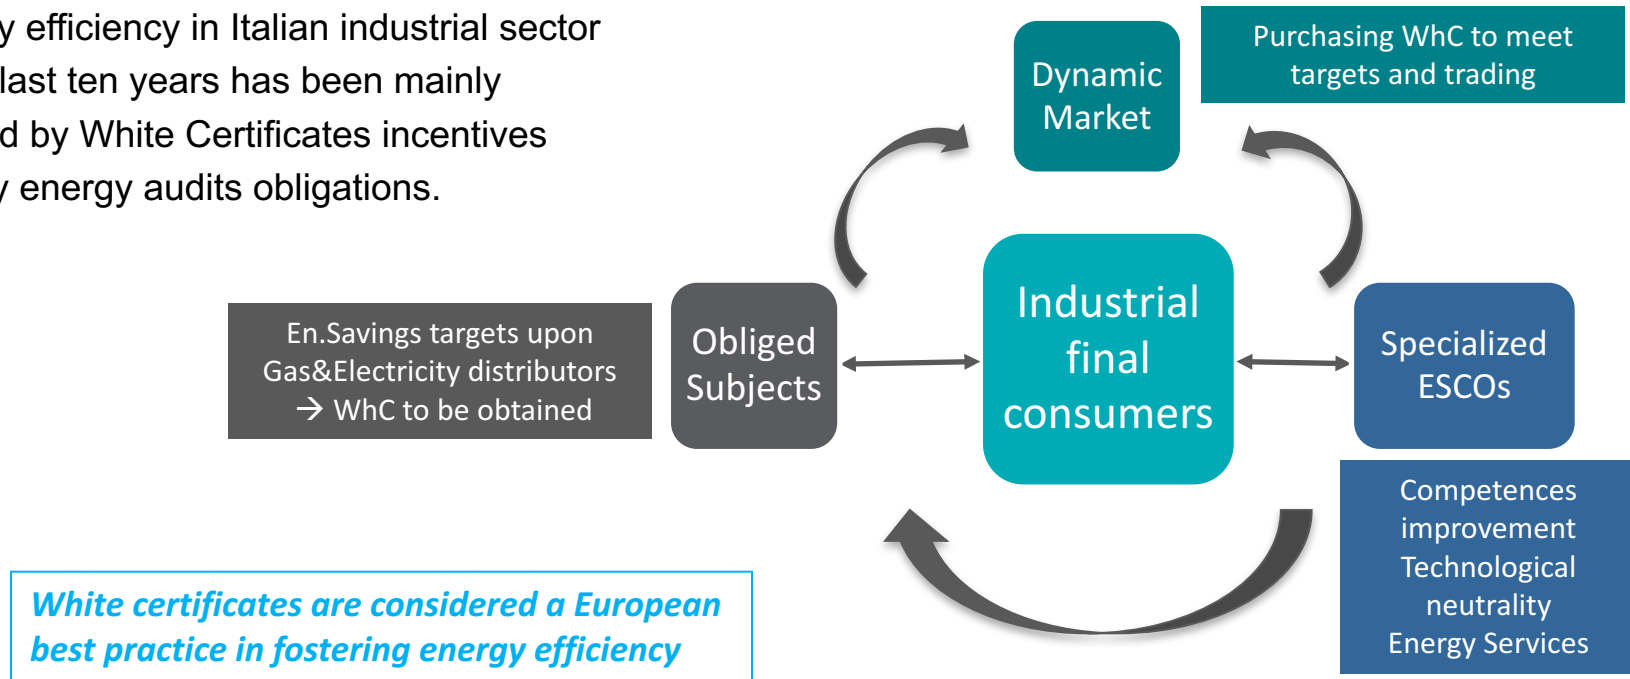 y efficiency in Italian industrial sector
last ten years has been mainly
d by White Certificates incentives
y energy audits obligations.
Dynamic
Market
Purchasing WhC to meet
targets and trading
En.Savings targets upon
Gas&Electricity distributors
→ WhC to be obtained
Obliged
Subjects
Industrial
final
consumers
Specialized
ESCOs
Competences
improvement
Technological
neutrality
Energy Services
White certificates are considered a European
best practice in fostering energy efficiency